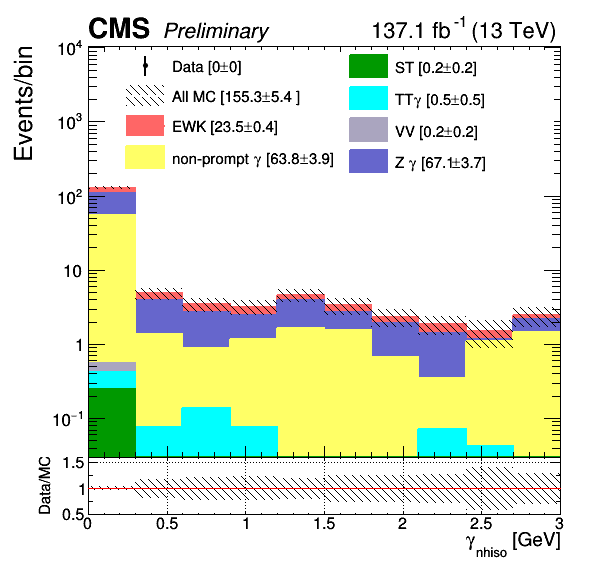 CMS Preliminary 137.1 fb⁻¹ (13 TeV)
Events/bin
10⁴
10³
10²
10
1
10⁻¹
Data [0±0]
All MC [155.3±5.4 ]
EWK [23.5±0.4]
non-prompt γ [63.8±3.9]
ST [0.2±0.2]
TTγ [0.5±0.5]
VV [0.2±0.2]
Z γ [67.1±3.7]
Data/MC
1.5
1
0.5
0 0.5 1 1.5 2 2.5 3
γnhiso [GeV]